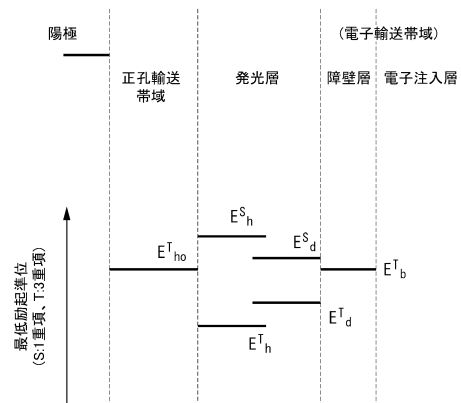 陽極
(電子輸送帯域)
正孔輸送
帯域
発光層
障壁層
電子注入層
E^S_h
E^T_ho
E^S_d
E^T_b
E^T_d
E^T_h
最低励起準位
(S:1重項、T:3重項)